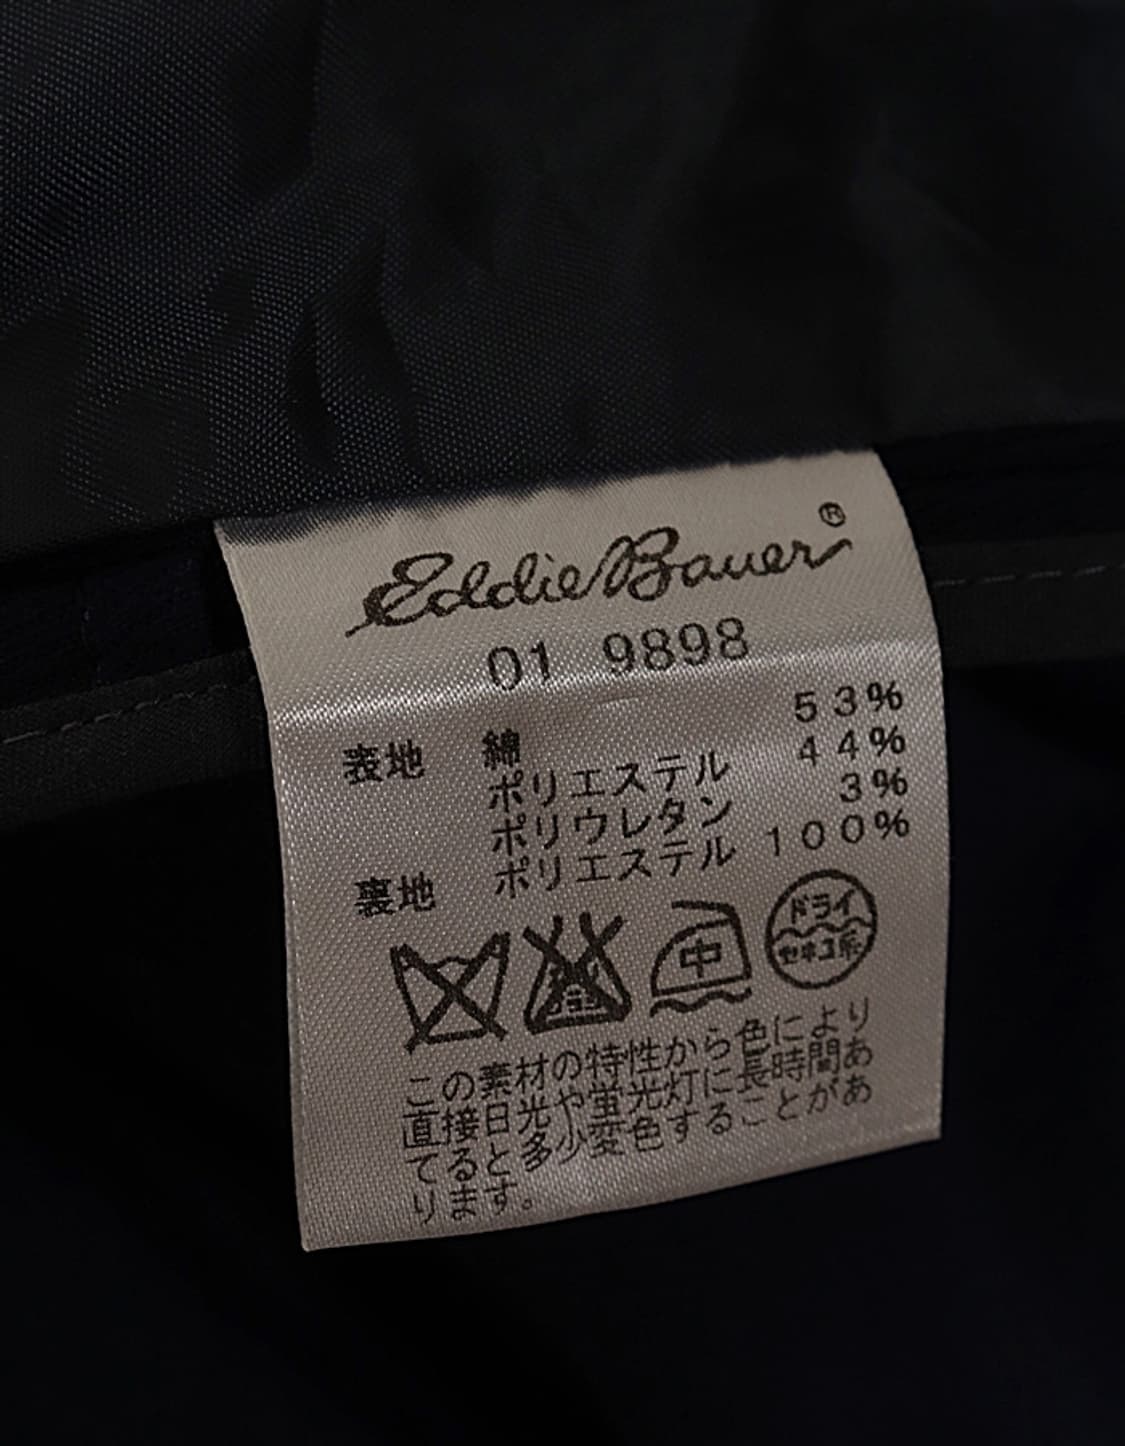 Eddie Bauer®
01 9898
表地 綿 53%
ポリエステル 44%
ポリウレタン 3%
裏地 ポリエステル 100%
中
ドライ
セキユ系
この素材の特性から色により
直接日光や蛍光灯に長時間あ
てると多少変色することがあ
ります。